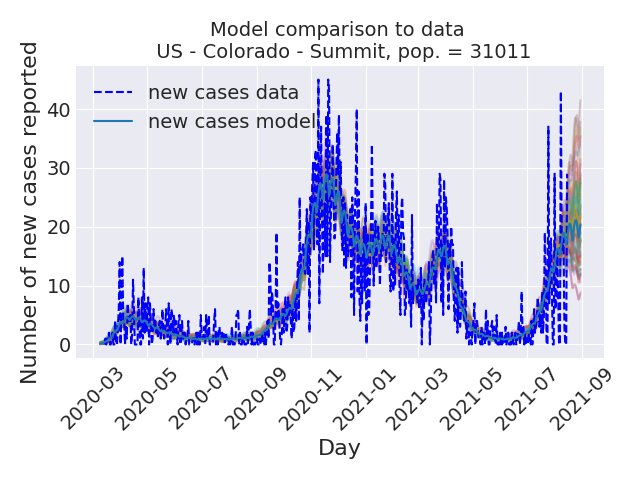 Model comparison to data
US - Colorado - Summit, pop. = 31011
Number of new cases reported
40
30
20
10
0
new cases data
new cases model
2020-03
2020-05
2020-07
2020-09
2020-11
2021-01
2021-03
2021-05
2021-07
2021-09
Day